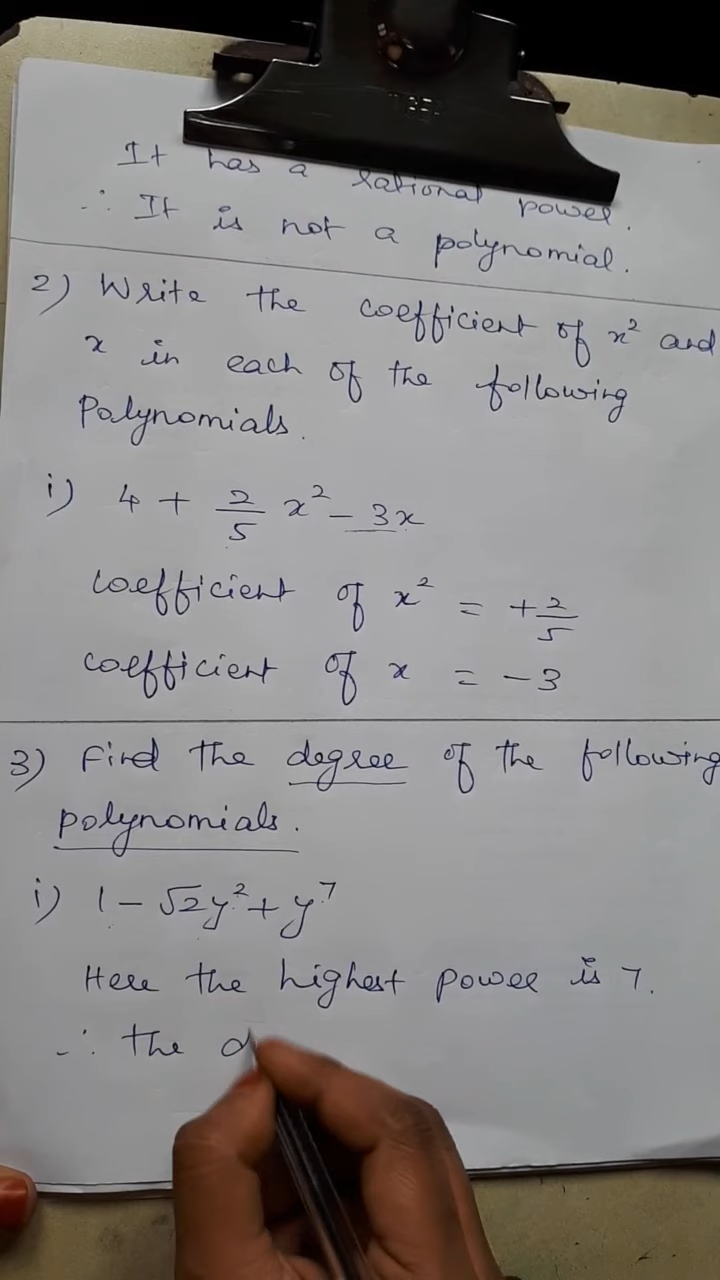 It has a rational power.
∴ It is not a polynomial.
2) Write the coefficient of x² and
x in each of the following
Polynomials.
i) 4 + 2/5 x² - 3x
coefficient of x² = + 2/5
coefficient of x = -3
3) Find the degree of the following
polynomials.
i) 1 - √2y² + y⁷
Here the highest power is 7.
∴ the d